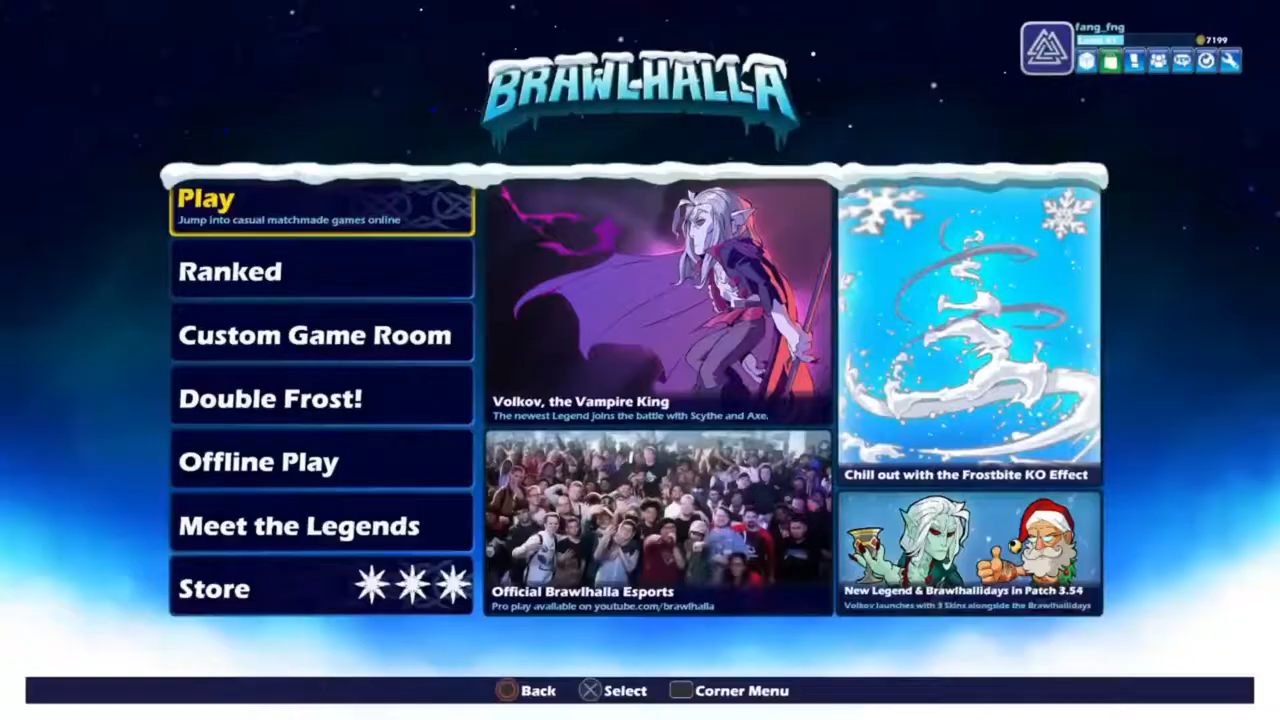 fang_fng
7199
BRAWLHALLA
Play
Jump into casual matchmade games online
Ranked
Custom Game Room
Double Frost!
Offline Play
Meet the Legends
Store
Volkov, the Vampire King
The newest Legend joins the battle with Scythe and Axe.
Official Brawlhalla Esports
Pro play available on youtube.com/brawlhalla
Chill out with the Frostbite KO Effect
New Legend & Brawlhallidays in Patch 3.54
Volkov launches with 3 Skins alongside the Brawlhallidays
Back
Select
Corner Menu